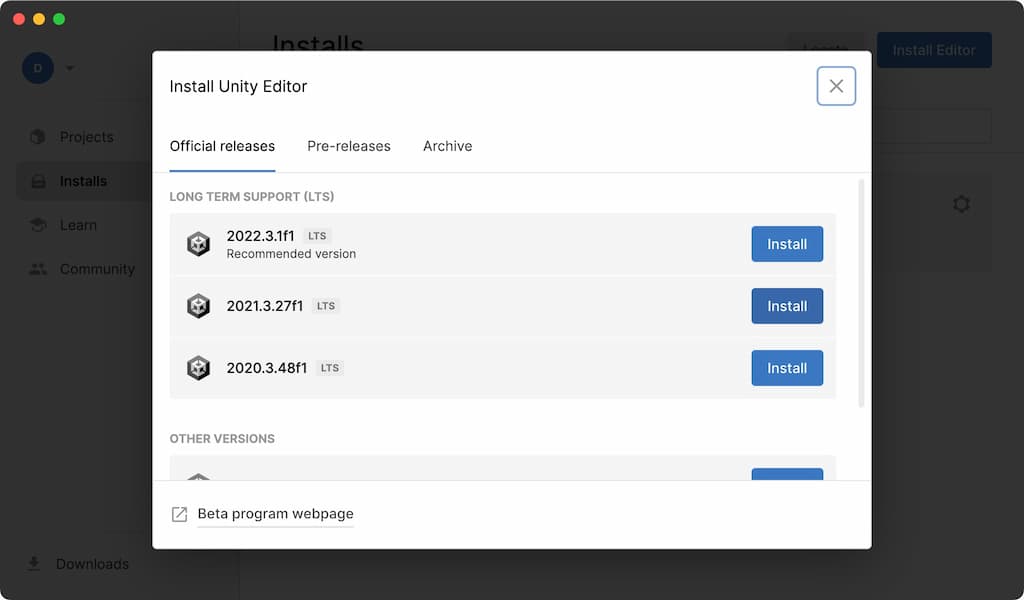 Installs
Locate
Install Editor
D
Projects
Installs
Learn
Community
Downloads
Install Unity Editor
Official releases
Pre-releases
Archive
LONG TERM SUPPORT (LTS)
2022.3.1f1 LTS
Recommended version
Install
2021.3.27f1 LTS
Install
2020.3.48f1 LTS
Install
OTHER VERSIONS
Beta program webpage